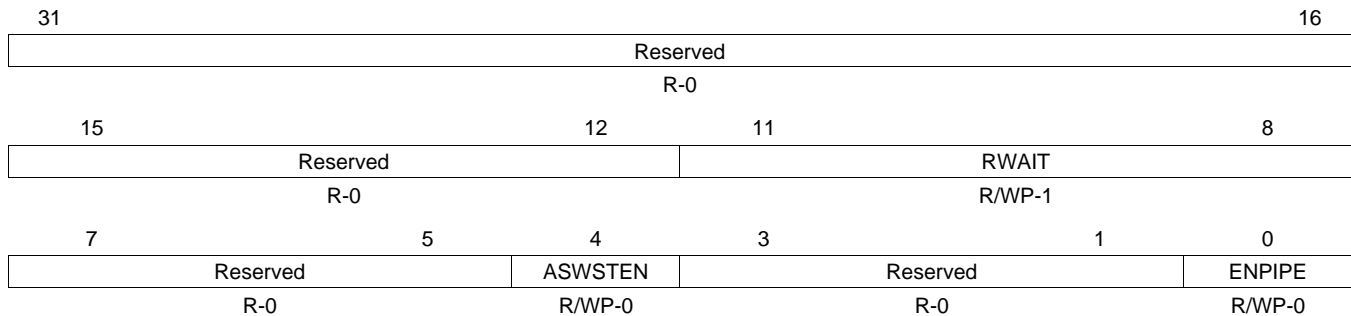 31 16
Reserved
R-0
15 12 11 8
Reserved RWAIT
R-0 R/WP-1
7 5 4 3 1 0
Reserved ASWSTEN Reserved ENPIPE
R-0 R/WP-0 R-0 R/WP-0